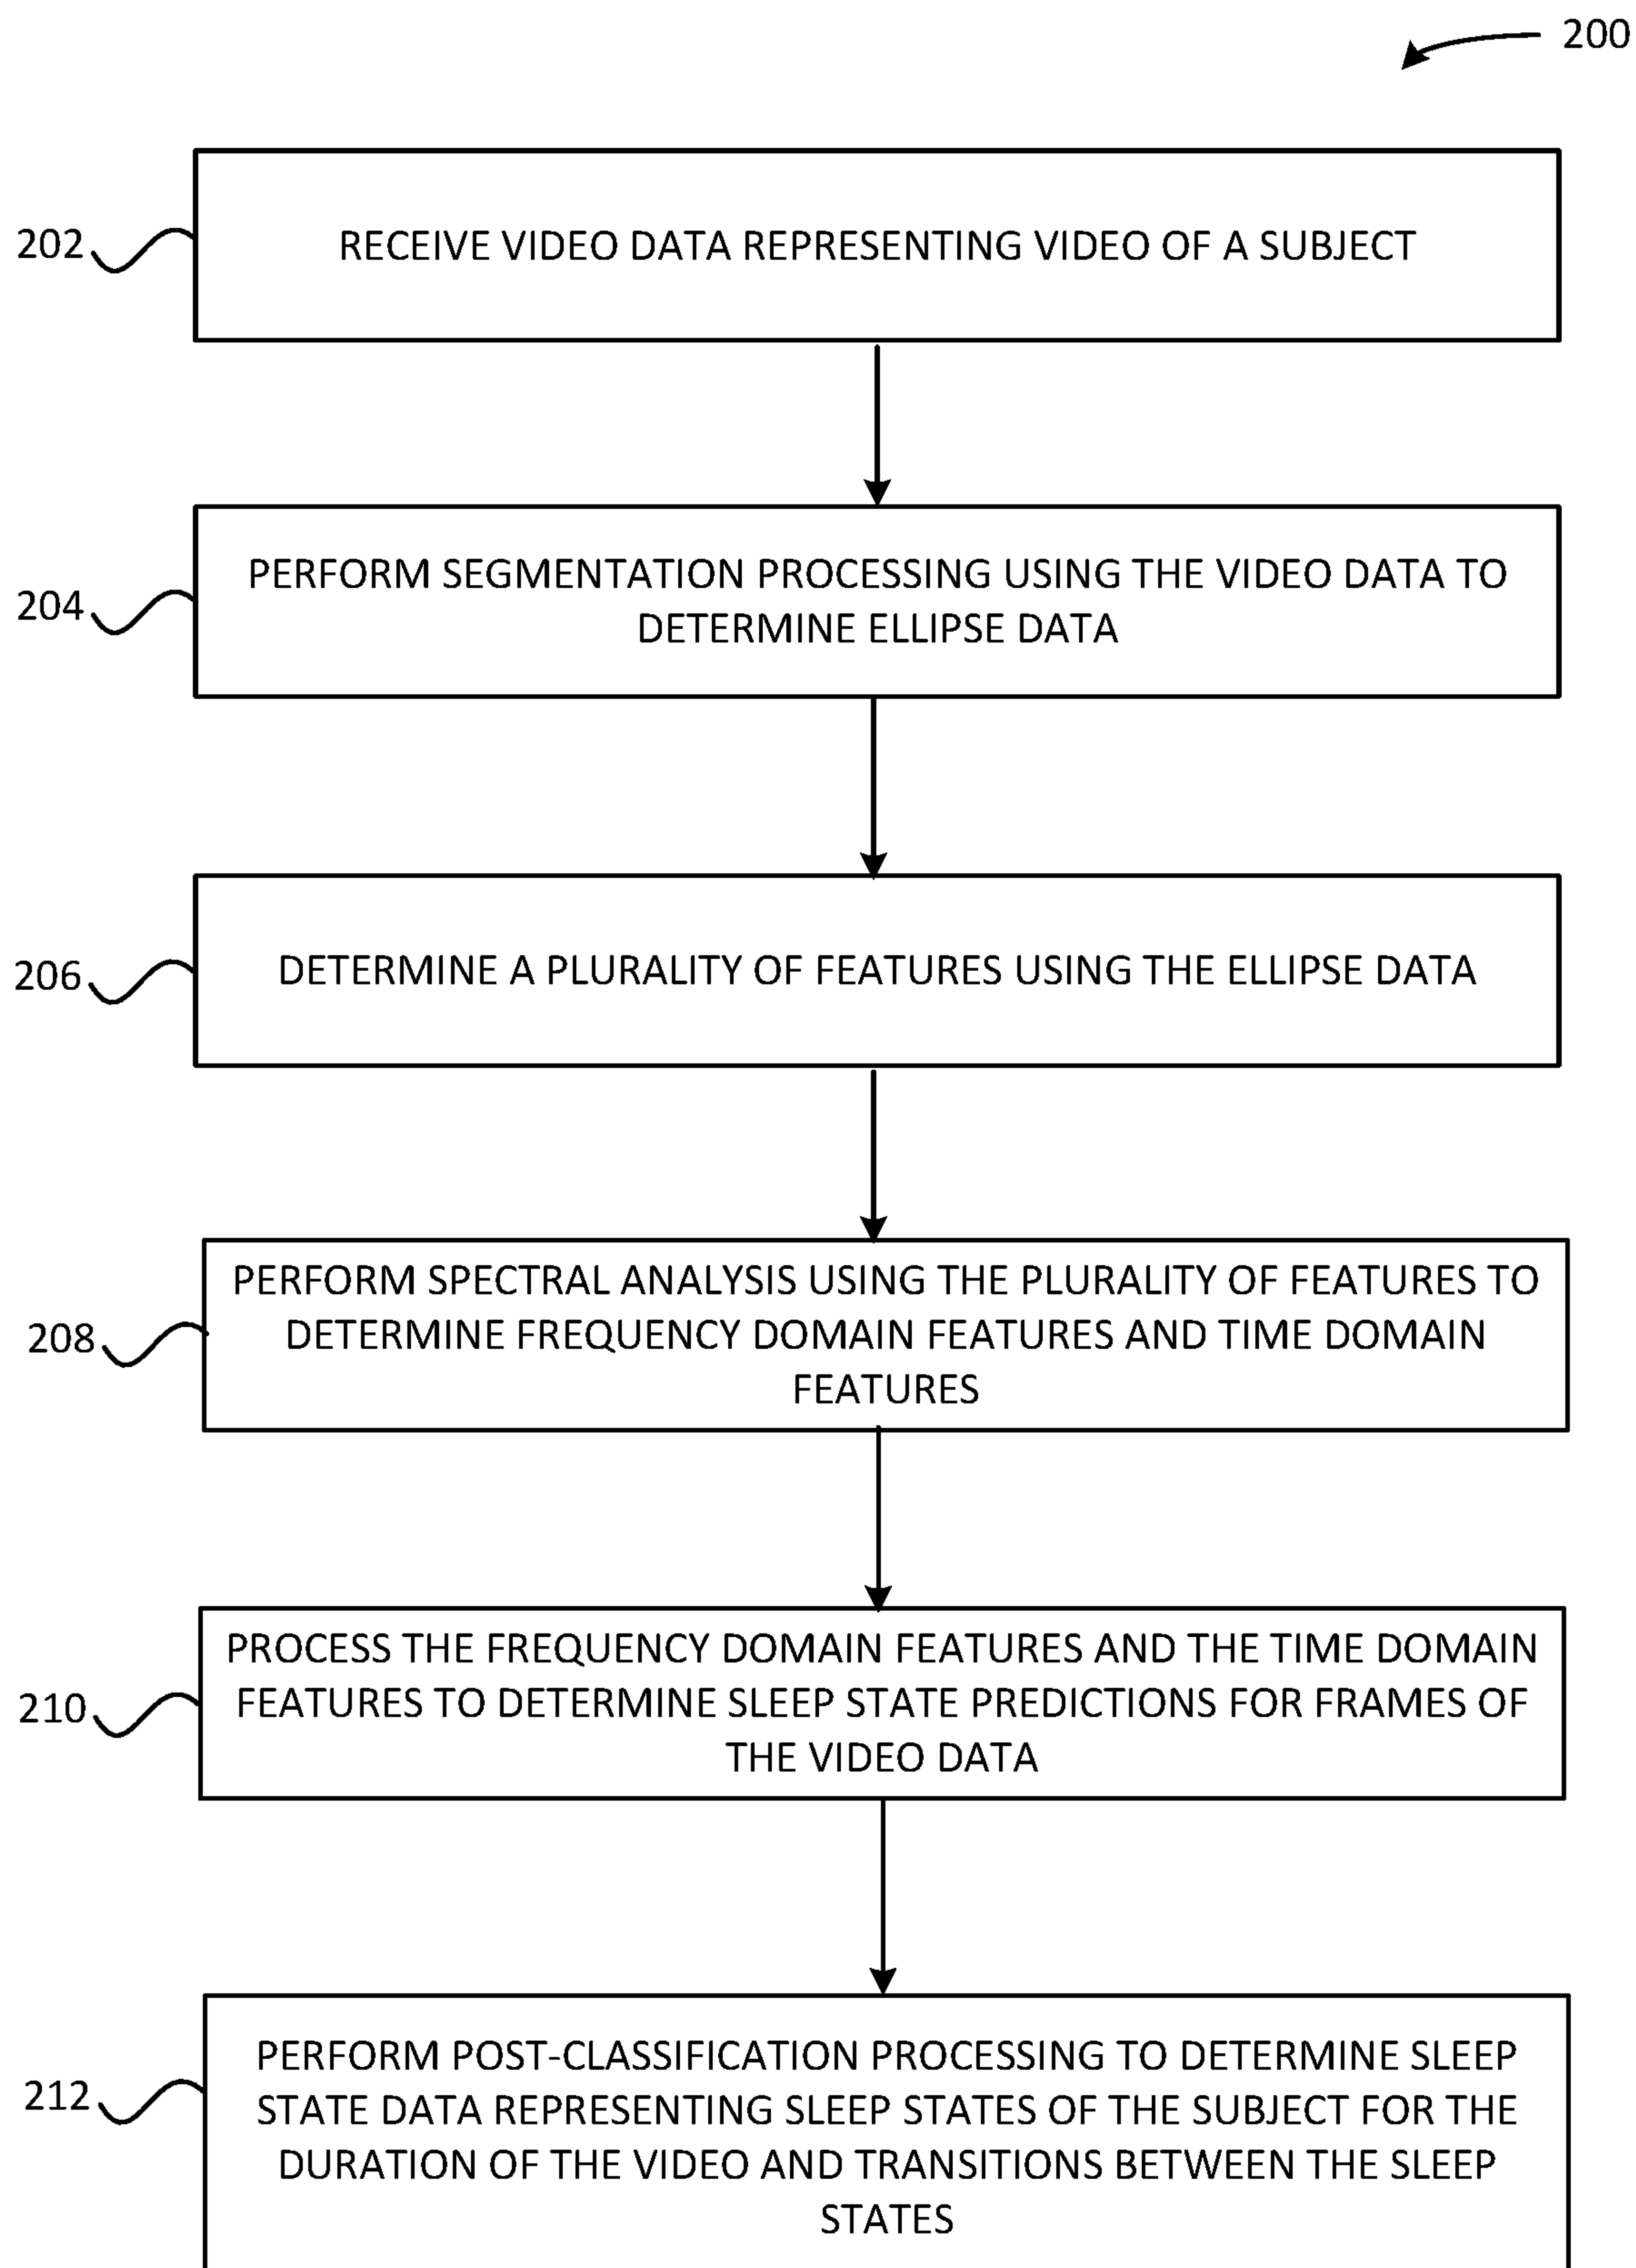 200
202
RECEIVE VIDEO DATA REPRESENTING VIDEO OF A SUBJECT
204
PERFORM SEGMENTATION PROCESSING USING THE VIDEO DATA TO
DETERMINE ELLIPSE DATA
206
DETERMINE A PLURALITY OF FEATURES USING THE ELLIPSE DATA
208
PERFORM SPECTRAL ANALYSIS USING THE PLURALITY OF FEATURES TO
DETERMINE FREQUENCY DOMAIN FEATURES AND TIME DOMAIN
FEATURES
210
PROCESS THE FREQUENCY DOMAIN FEATURES AND THE TIME DOMAIN
FEATURES TO DETERMINE SLEEP STATE PREDICTIONS FOR FRAMES OF
THE VIDEO DATA
212
PERFORM POST-CLASSIFICATION PROCESSING TO DETERMINE SLEEP
STATE DATA REPRESENTING SLEEP STATES OF THE SUBJECT FOR THE
DURATION OF THE VIDEO AND TRANSITIONS BETWEEN THE SLEEP
STATES